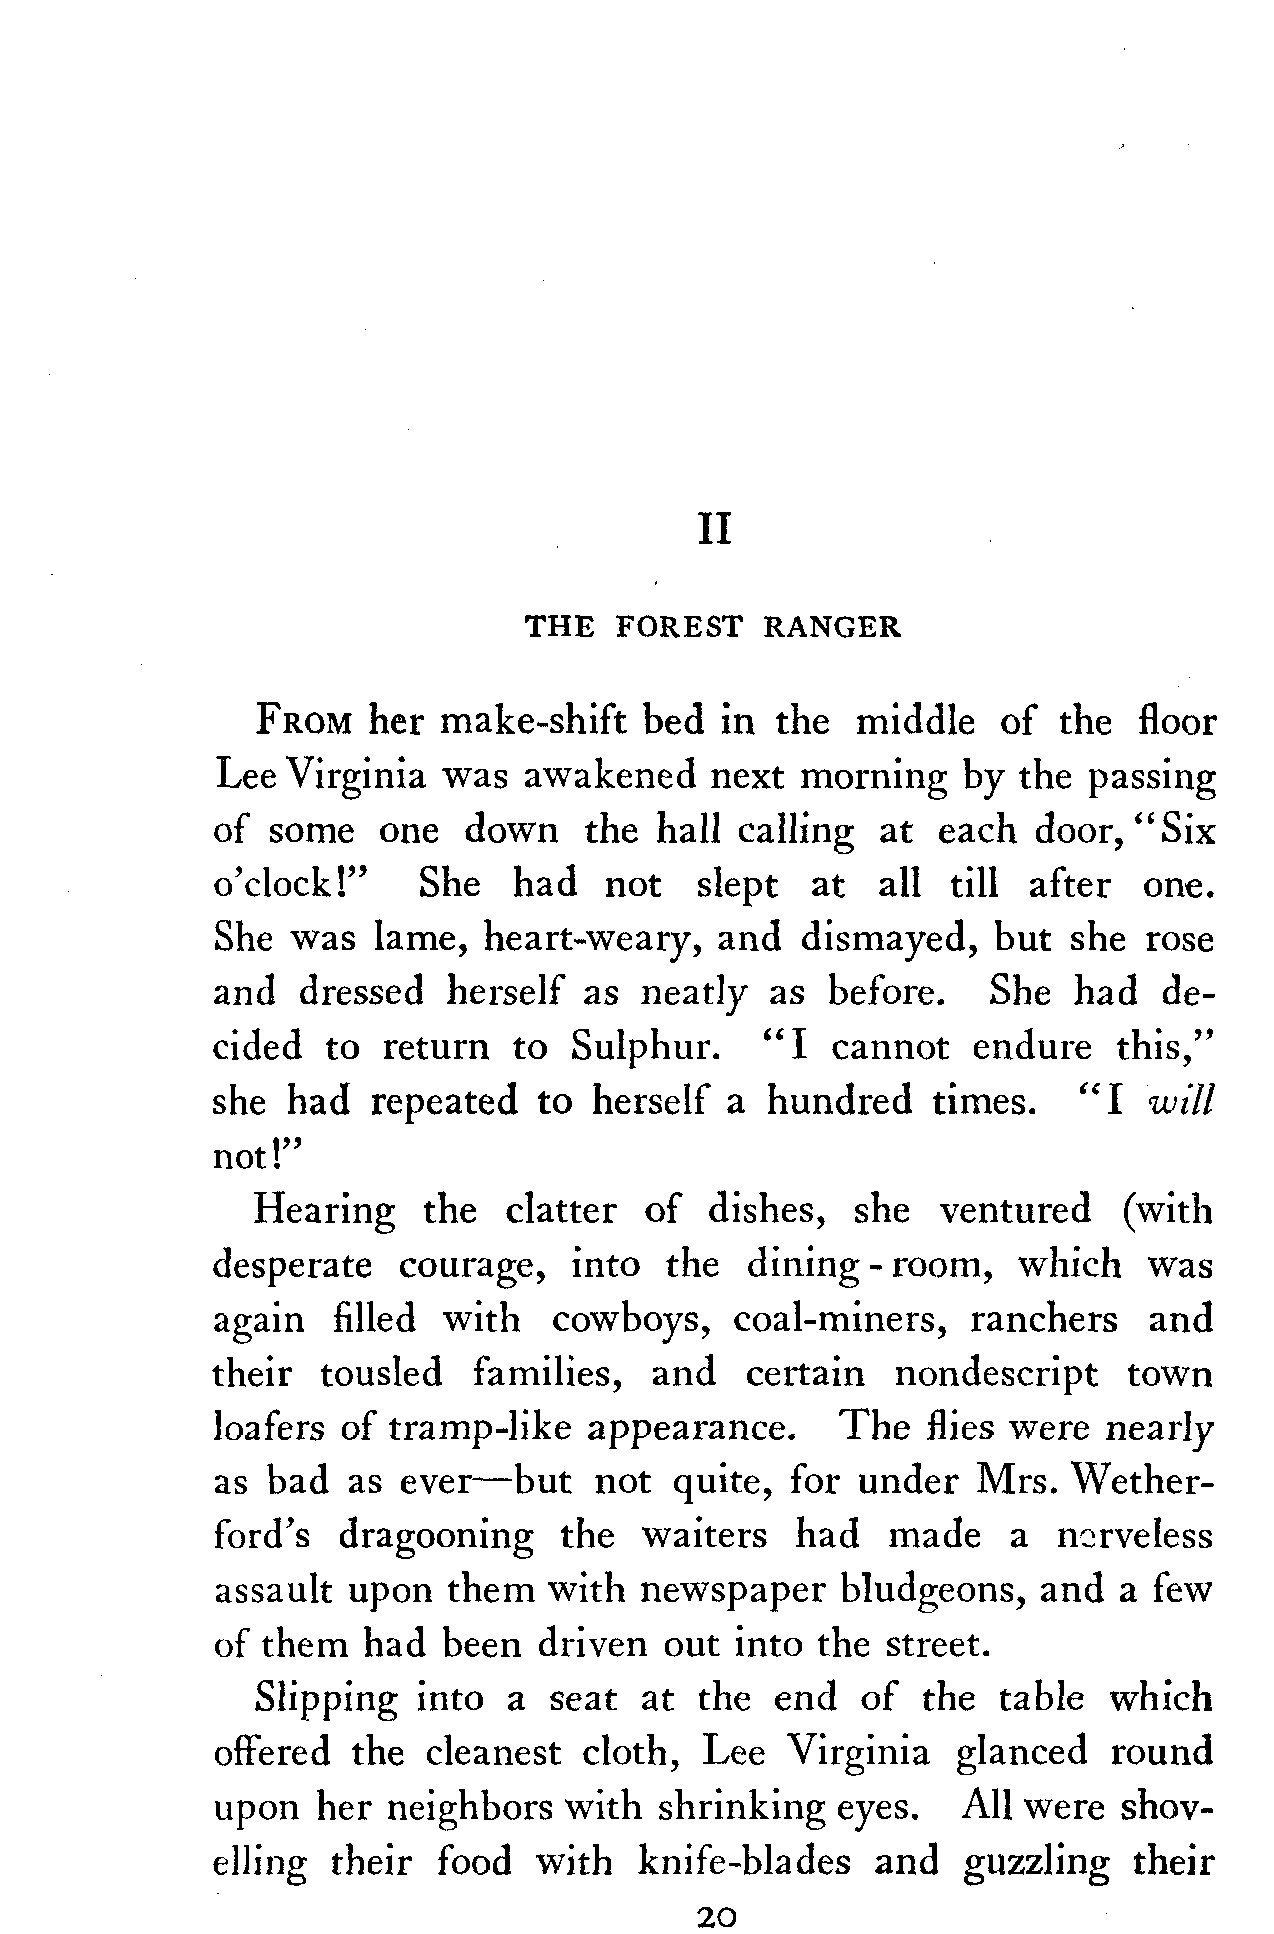 II
THE FOREST RANGER
FROM her make-shift bed in the middle of the floor
Lee Virginia was awakened next morning by the passing
of some one down the hall calling at each door, “Six
o’clock!” She had not slept at all till after one.
She was lame, heart-weary, and dismayed, but she rose
and dressed herself as neatly as before. She had de-
cided to return to Sulphur. “I cannot endure this,”
she had repeated to herself a hundred times. “I will
not!”
Hearing the clatter of dishes, she ventured (with
desperate courage, into the dining-room, which was
again filled with cowboys, coal-miners, ranchers and
their tousled families, and certain nondescript town
loafers of tramp-like appearance. The flies were nearly
as bad as ever—but not quite, for under Mrs. Wether-
ford’s dragooning the waiters had made a nerveless
assault upon them with newspaper bludgeons, and a few
of them had been driven out into the street.
Slipping into a seat at the end of the table which
offered the cleanest cloth, Lee Virginia glanced round
upon her neighbors with shrinking eyes. All were shov-
elling their food with knife-blades and guzzling their
20